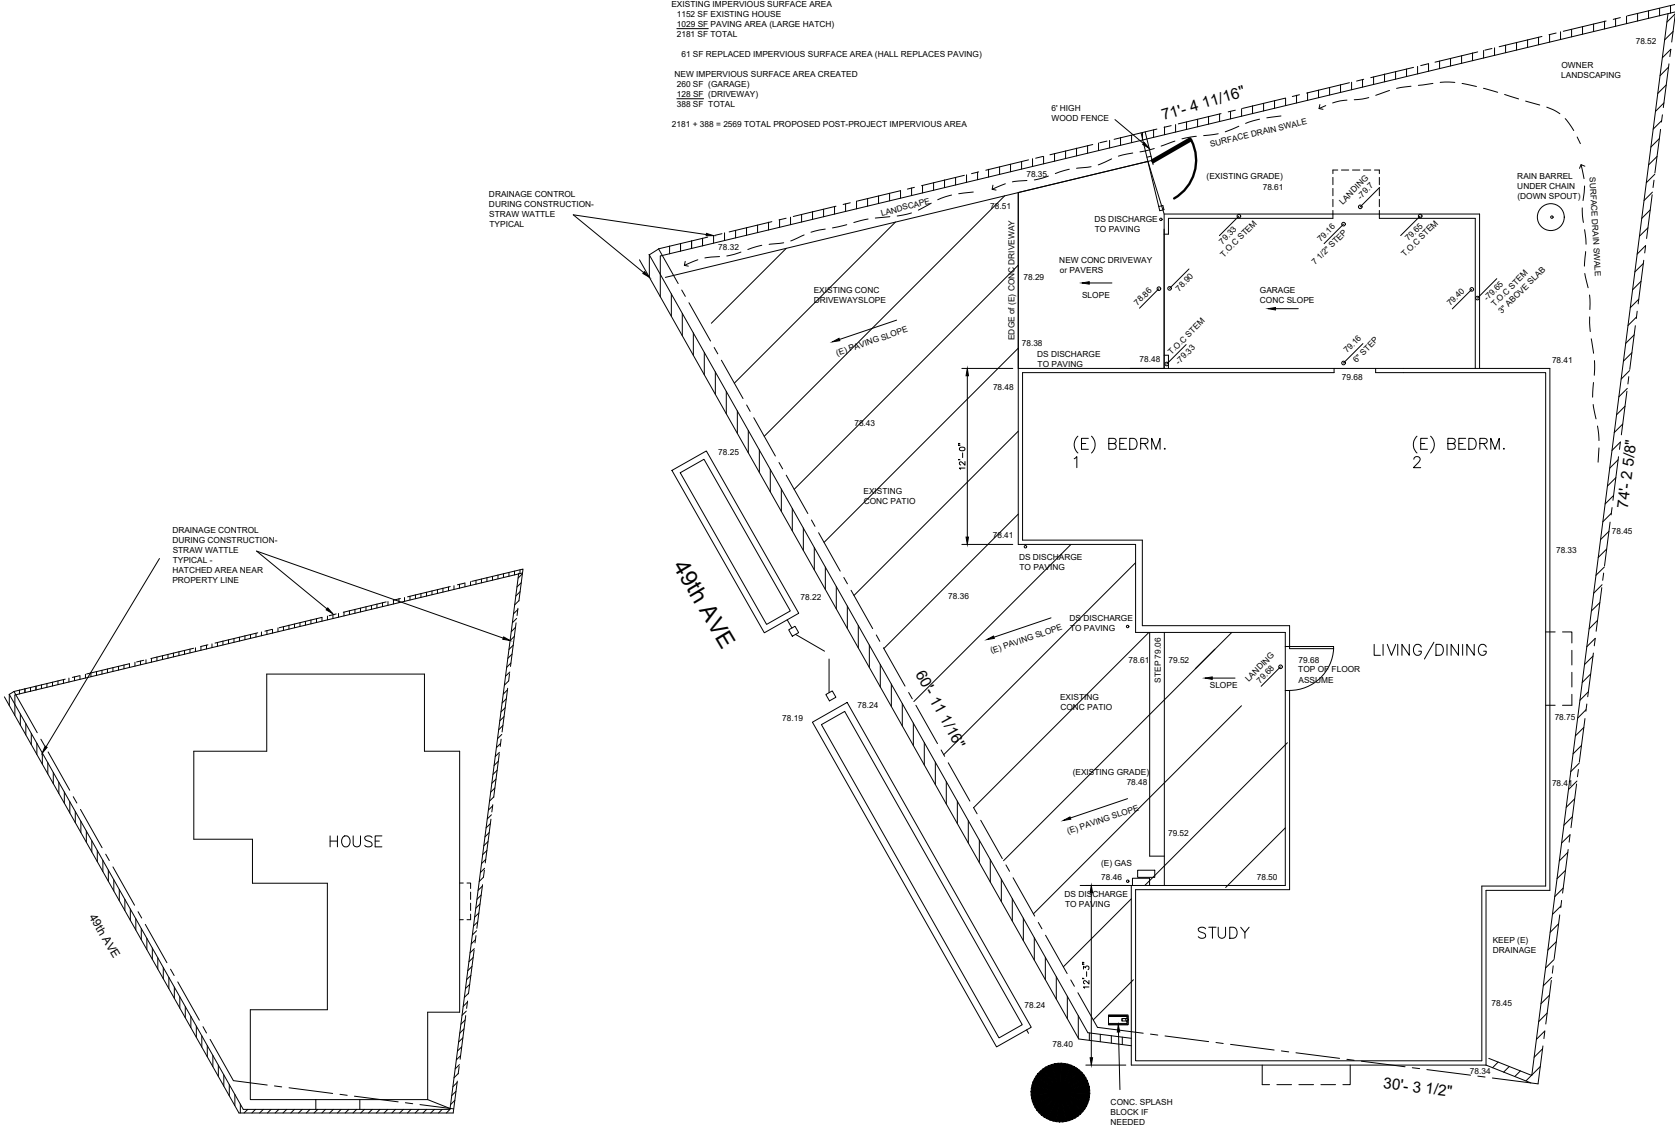 EXISTING IMPERVIOUS SURFACE AREA
1152 SF EXISTING HOUSE
1029 SF PAVING AREA (LARGE HATCH)
2181 SF TOTAL
61 SF REPLACED IMPERVIOUS SURFACE AREA (HALL REPLACES PAVING)
NEW IMPERVIOUS SURFACE AREA CREATED
260 SF (GARAGE)
128 SF (DRIVEWAY)
388 SF TOTAL
2181 + 388 = 2569 TOTAL PROPOSED POST-PROJECT IMPERVIOUS AREA
78.52
OWNER
LANDSCAPING
71'- 4 11/16"
6' HIGH
WOOD FENCE
SURFACE DRAIN SWALE
78.35
(EXISTING GRADE)
78.61
LANDING
-79.7
RAIN BARREL
UNDER CHAIN
(DOWN SPOUT)
SURFACE DRAIN SWALE
DRAINAGE CONTROL
DURING CONSTRUCTION-
STRAW WATTLE
TYPICAL
LANDSCAPE
78.51
78.32
DS DISCHARGE
TO PAVING
79.33
T.O.C STEM
79.16
7 1/2" STEP
79.65
T.O.C STEM
EDGE of (E) CONC DRIVEWAY
NEW CONC DRIVEWAY
or PAVERS
SLOPE
78.29
78.86
78.90
GARAGE
CONC SLOPE
79.40
-79.65
T.O.C STEM
3" ABOVE SLAB
EXISTING CONC
DRIVEWAYSLOPE
(E) PAVING SLOPE
78.38
DS DISCHARGE
TO PAVING
78.48
T.O.C STEM
-79.33
79.16
6" STEP
78.41
79.68
78.48
78.43
12'-0"
(E) BEDRM.
1
(E) BEDRM.
2
78.25
74'- 2 5/8"
EXISTING
CONC PATIO
78.41
78.45
78.33
DS DISCHARGE
TO PAVING
DRAINAGE CONTROL
DURING CONSTRUCTION-
STRAW WATTLE
TYPICAL -
HATCHED AREA NEAR
PROPERTY LINE
49th AVE
78.22
78.36
DS DISCHARGE
TO PAVING
(E) PAVING SLOPE
78.61
STEP 79.06
79.52
LANDING
79.68
SLOPE
79.68
TOP OF FLOOR
ASSUME
LIVING/DINING
60'- 11 1/16"
EXISTING
CONC PATIO
78.24
78.19
78.75
(EXISTING GRADE)
78.48
78.41
(E) PAVING SLOPE
79.52
HOUSE
(E) GAS
78.46
78.50
DS DISCHARGE
TO PAVING
49th AVE
STUDY
KEEP (E)
DRAINAGE
12'-3"
78.24
78.45
78.40
78.34
30'- 3 1/2"
CONC. SPLASH
BLOCK IF
NEEDED